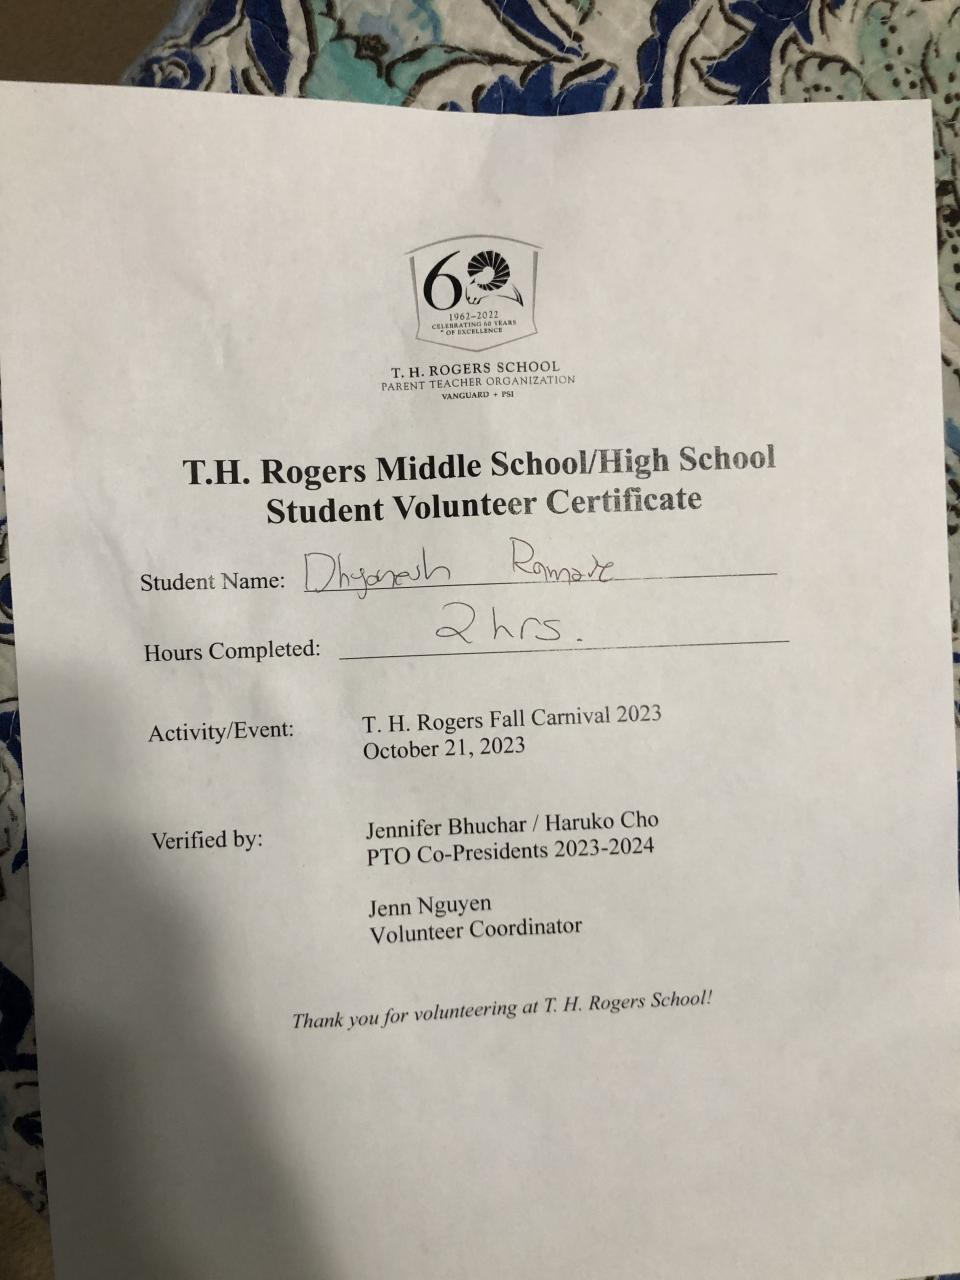 60
1962–2022
CELEBRATING 60 YEARS
OF EXCELLENCE
T. H. ROGERS SCHOOL
PARENT TEACHER ORGANIZATION
VANGUARD + PSI
T.H. Rogers Middle School/High School
Student Volunteer Certificate
Student Name: Dhyanesh
Hours Completed: 2 hrs.
Activity/Event: T. H. Rogers Fall Carnival 2023
October 21, 2023
Verified by: Jennifer Bhuchar / Haruko Cho
PTO Co-Presidents 2023-2024
Jenn Nguyen
Volunteer Coordinator
Thank you for volunteering at T. H. Rogers School!